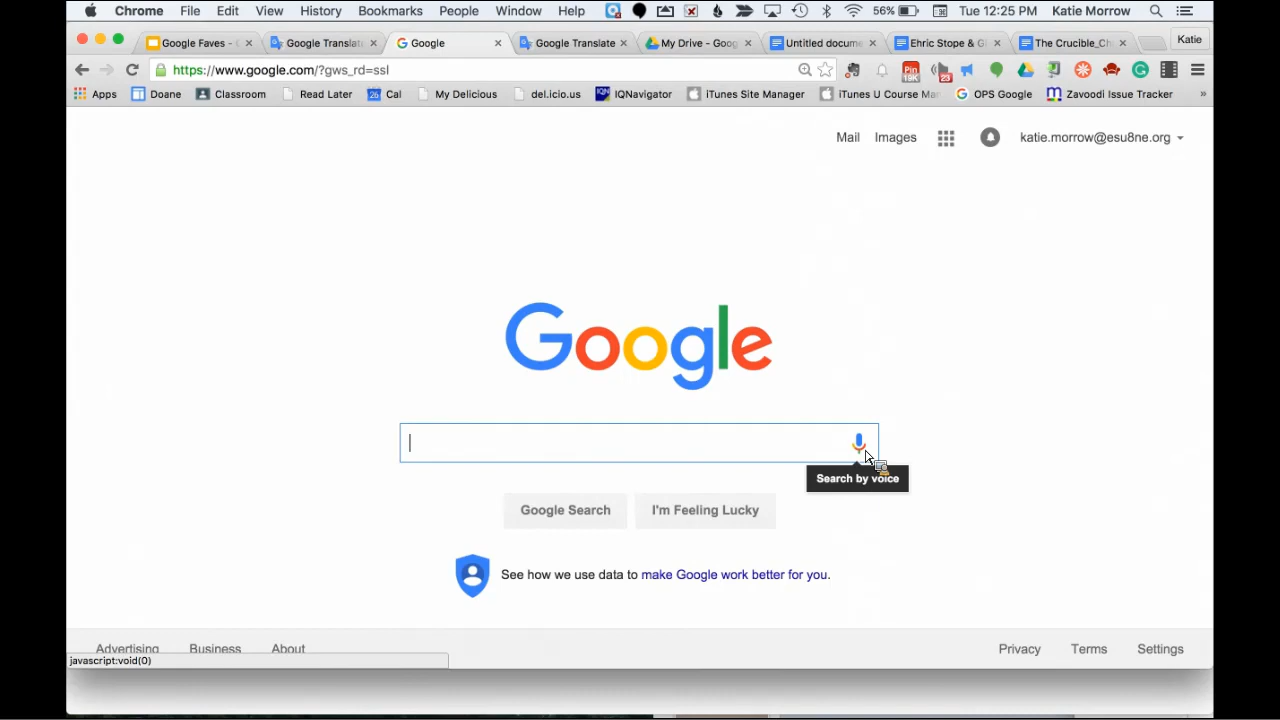 Chrome File Edit View History Bookmarks People Window Help 56% Tue 12:25 PM Katie Morrow
Google Faves - Google Translate Google Google Translate My Drive - Goog Untitled docume Ehric Stope & G The Crucible_Ch Katie
https://www.google.com/?gws_rd=ssl Pin 19K 23
Apps Doane Classroom Read Later 26 Cal My Delicious del.icio.us IQN IQNavigator iTunes Site Manager iTunes U Course Ma OPS Google Zavoodi Issue Tracker »
Mail Images katie.morrow@esu8ne.org
Google
Search by voice
Google Search I'm Feeling Lucky
See how we use data to make Google work better for you.
Advertising Business About Privacy Terms Settings
javascript:void(0)